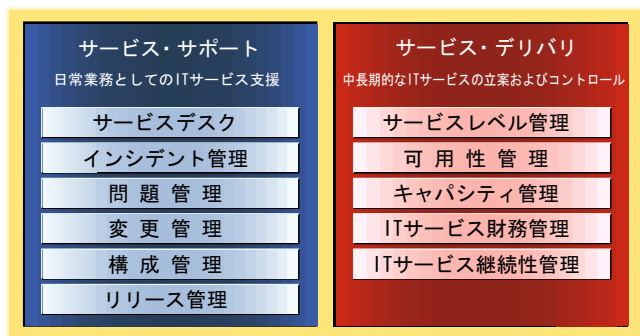 サービス・サポート
日常業務としてのITサービス支援
サービスデスク
インシデント管理
問題管理
変更管理
構成管理
リリース管理
サービス・デリバリ
中長期的なITサービスの立案およびコントロール
サービスレベル管理
可用性管理
キャパシティ管理
ITサービス財務管理
ITサービス継続性管理